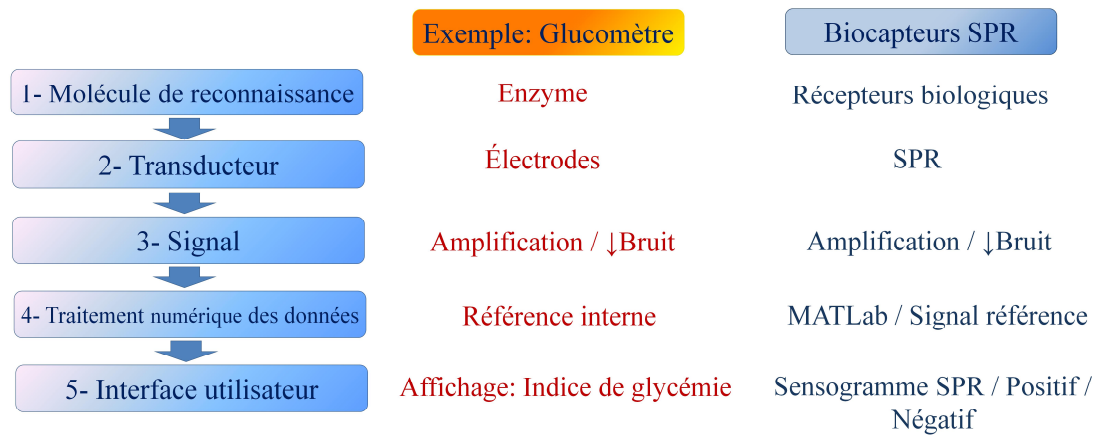 Exemple: Glucomètre
Biocapteurs SPR
1- Molécule de reconnaissance
Enzyme
Récepteurs biologiques
2- Transducteur
Électrodes
SPR
3- Signal
Amplification / ↓Bruit
Amplification / ↓Bruit
4- Traitement numérique des données
Référence interne
MATLab / Signal référence
5- Interface utilisateur
Affichage: Indice de glycémie
Sensogramme SPR / Positif /
Négatif